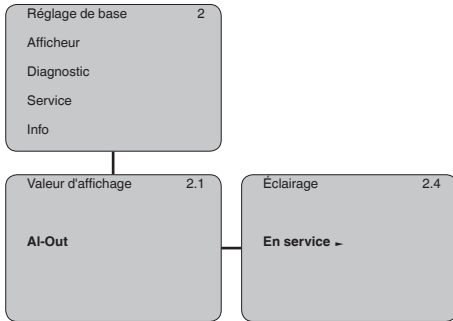 Réglage de base 2
Afficheur
Diagnostic
Service
Info
Valeur d'affichage 2.1
AI-Out
Éclairage 2.4
En service ►